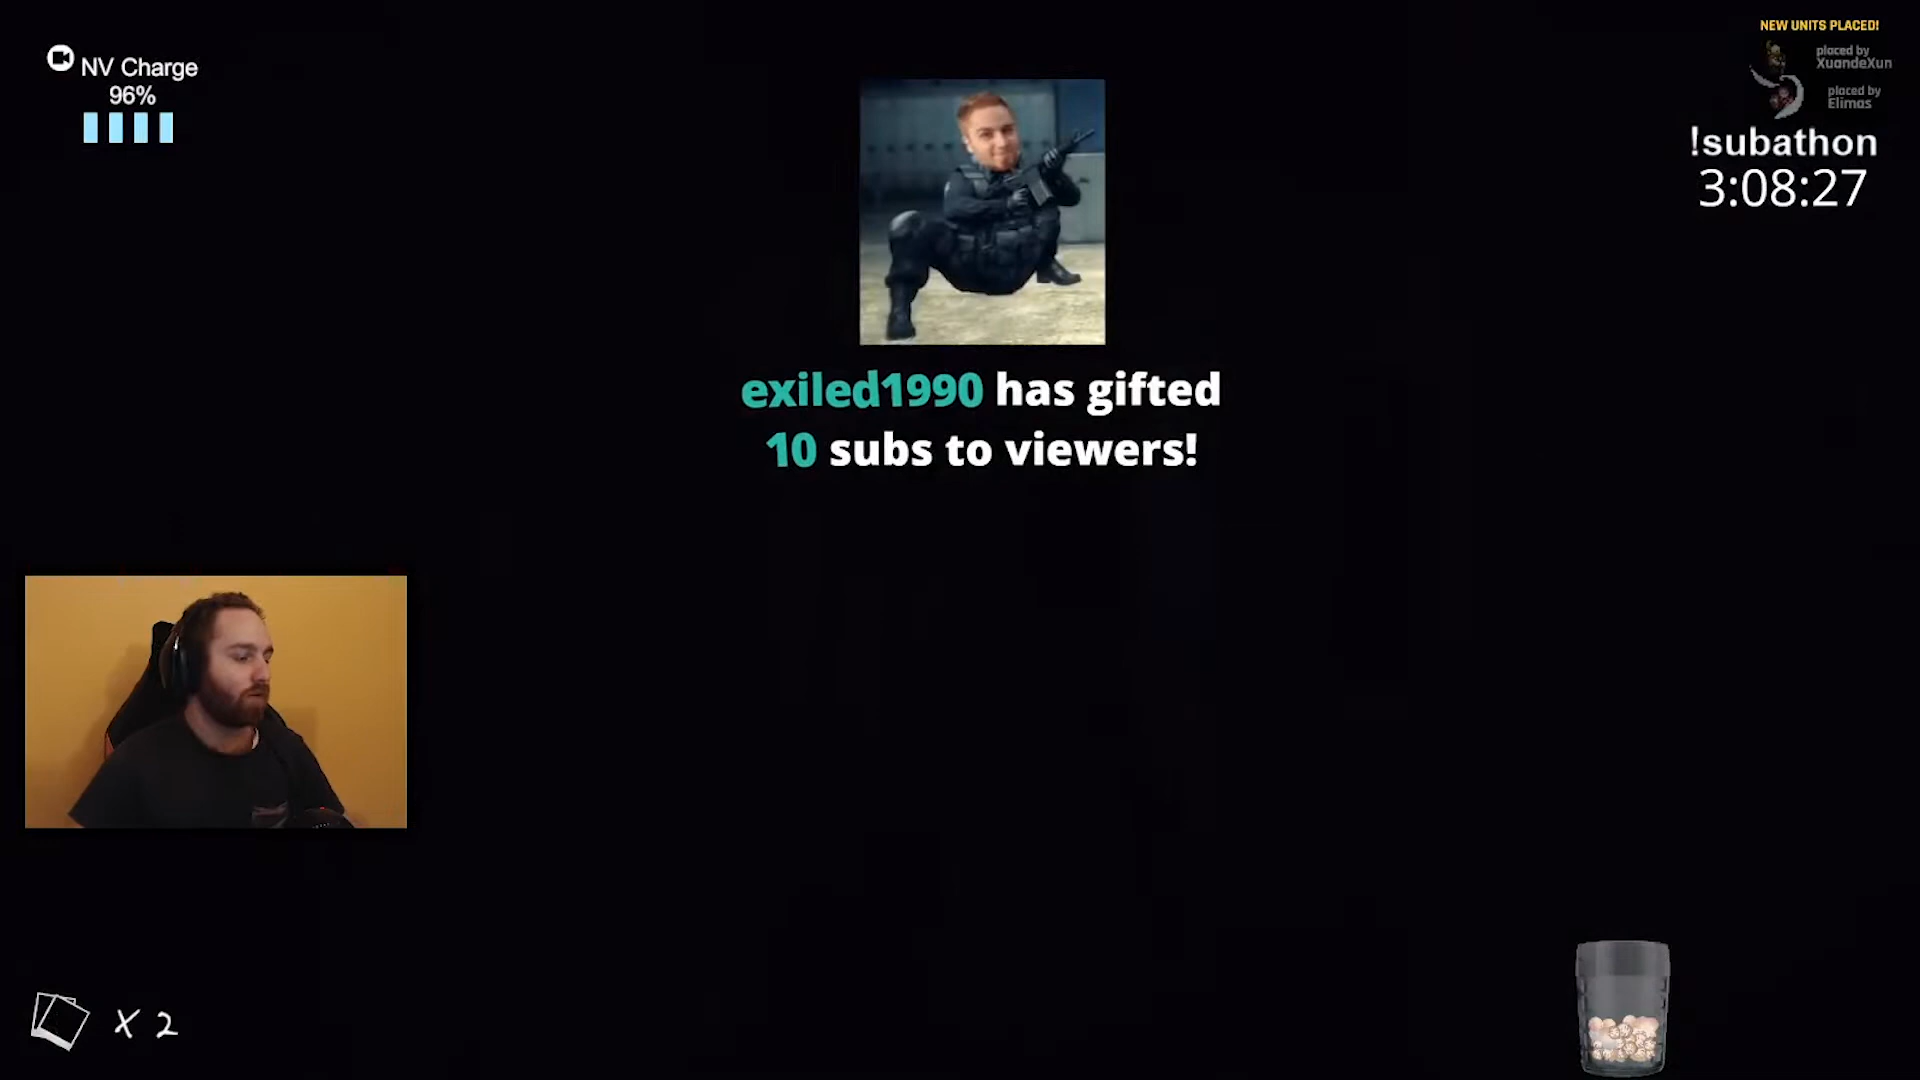 NV Charge
96%
NEW UNITS PLACED!
placed by
XuandeXun
placed by
Elimas
!subathon
3:08:27
exiled1990 has gifted
10 subs to viewers!
X 2